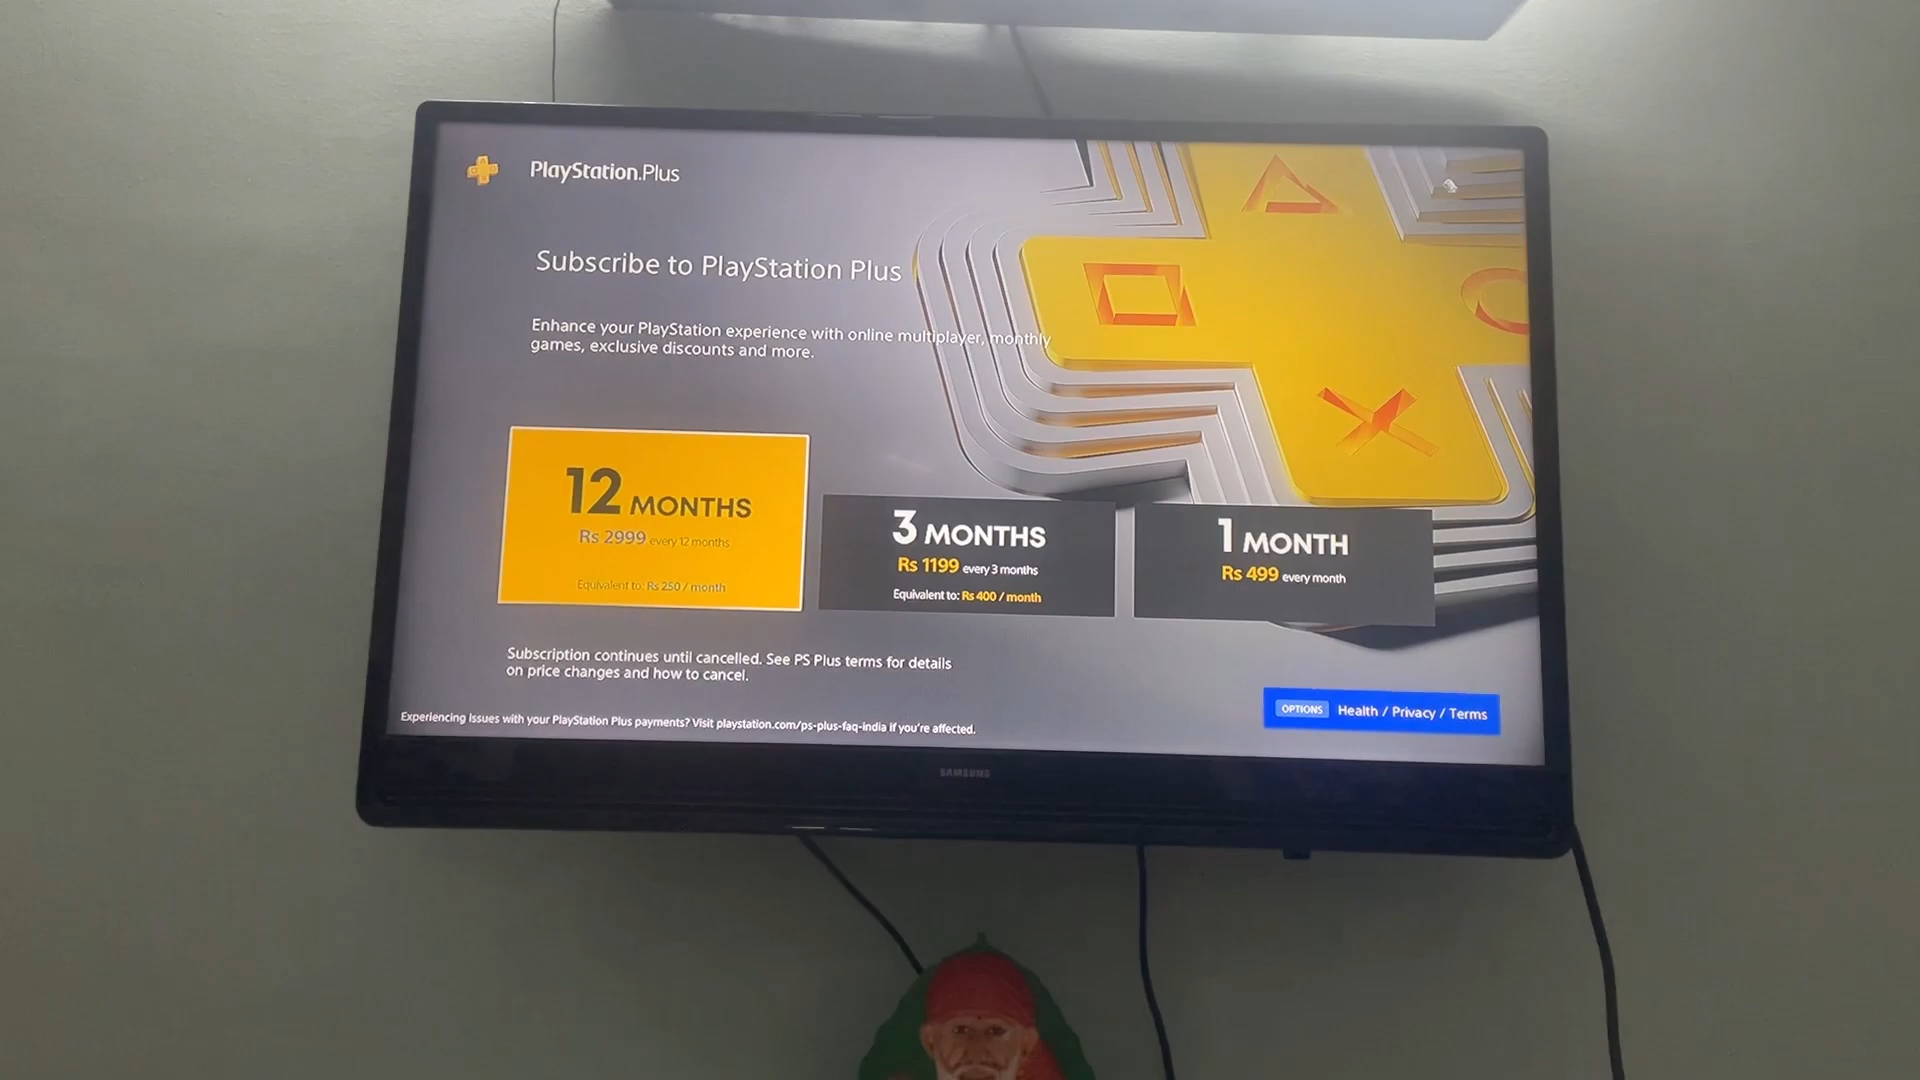 PlayStation.Plus
Subscribe to PlayStation Plus
Enhance your PlayStation experience with online multiplayer, monthly
games, exclusive discounts and more.
12 MONTHS
Rs 2999 every 12 months
Equivalent to: Rs 250 / month
3 MONTHS
Rs 1199 every 3 months
Equivalent to: Rs 400 / month
1 MONTH
Rs 499 every month
Subscription continues until cancelled. See PS Plus terms for details
on price changes and how to cancel.
OPTIONS Health / Privacy / Terms
Experiencing Issues with your PlayStation Plus payments? Visit playstation.com/ps-plus-faq-india if you're affected.
SAMSUNG